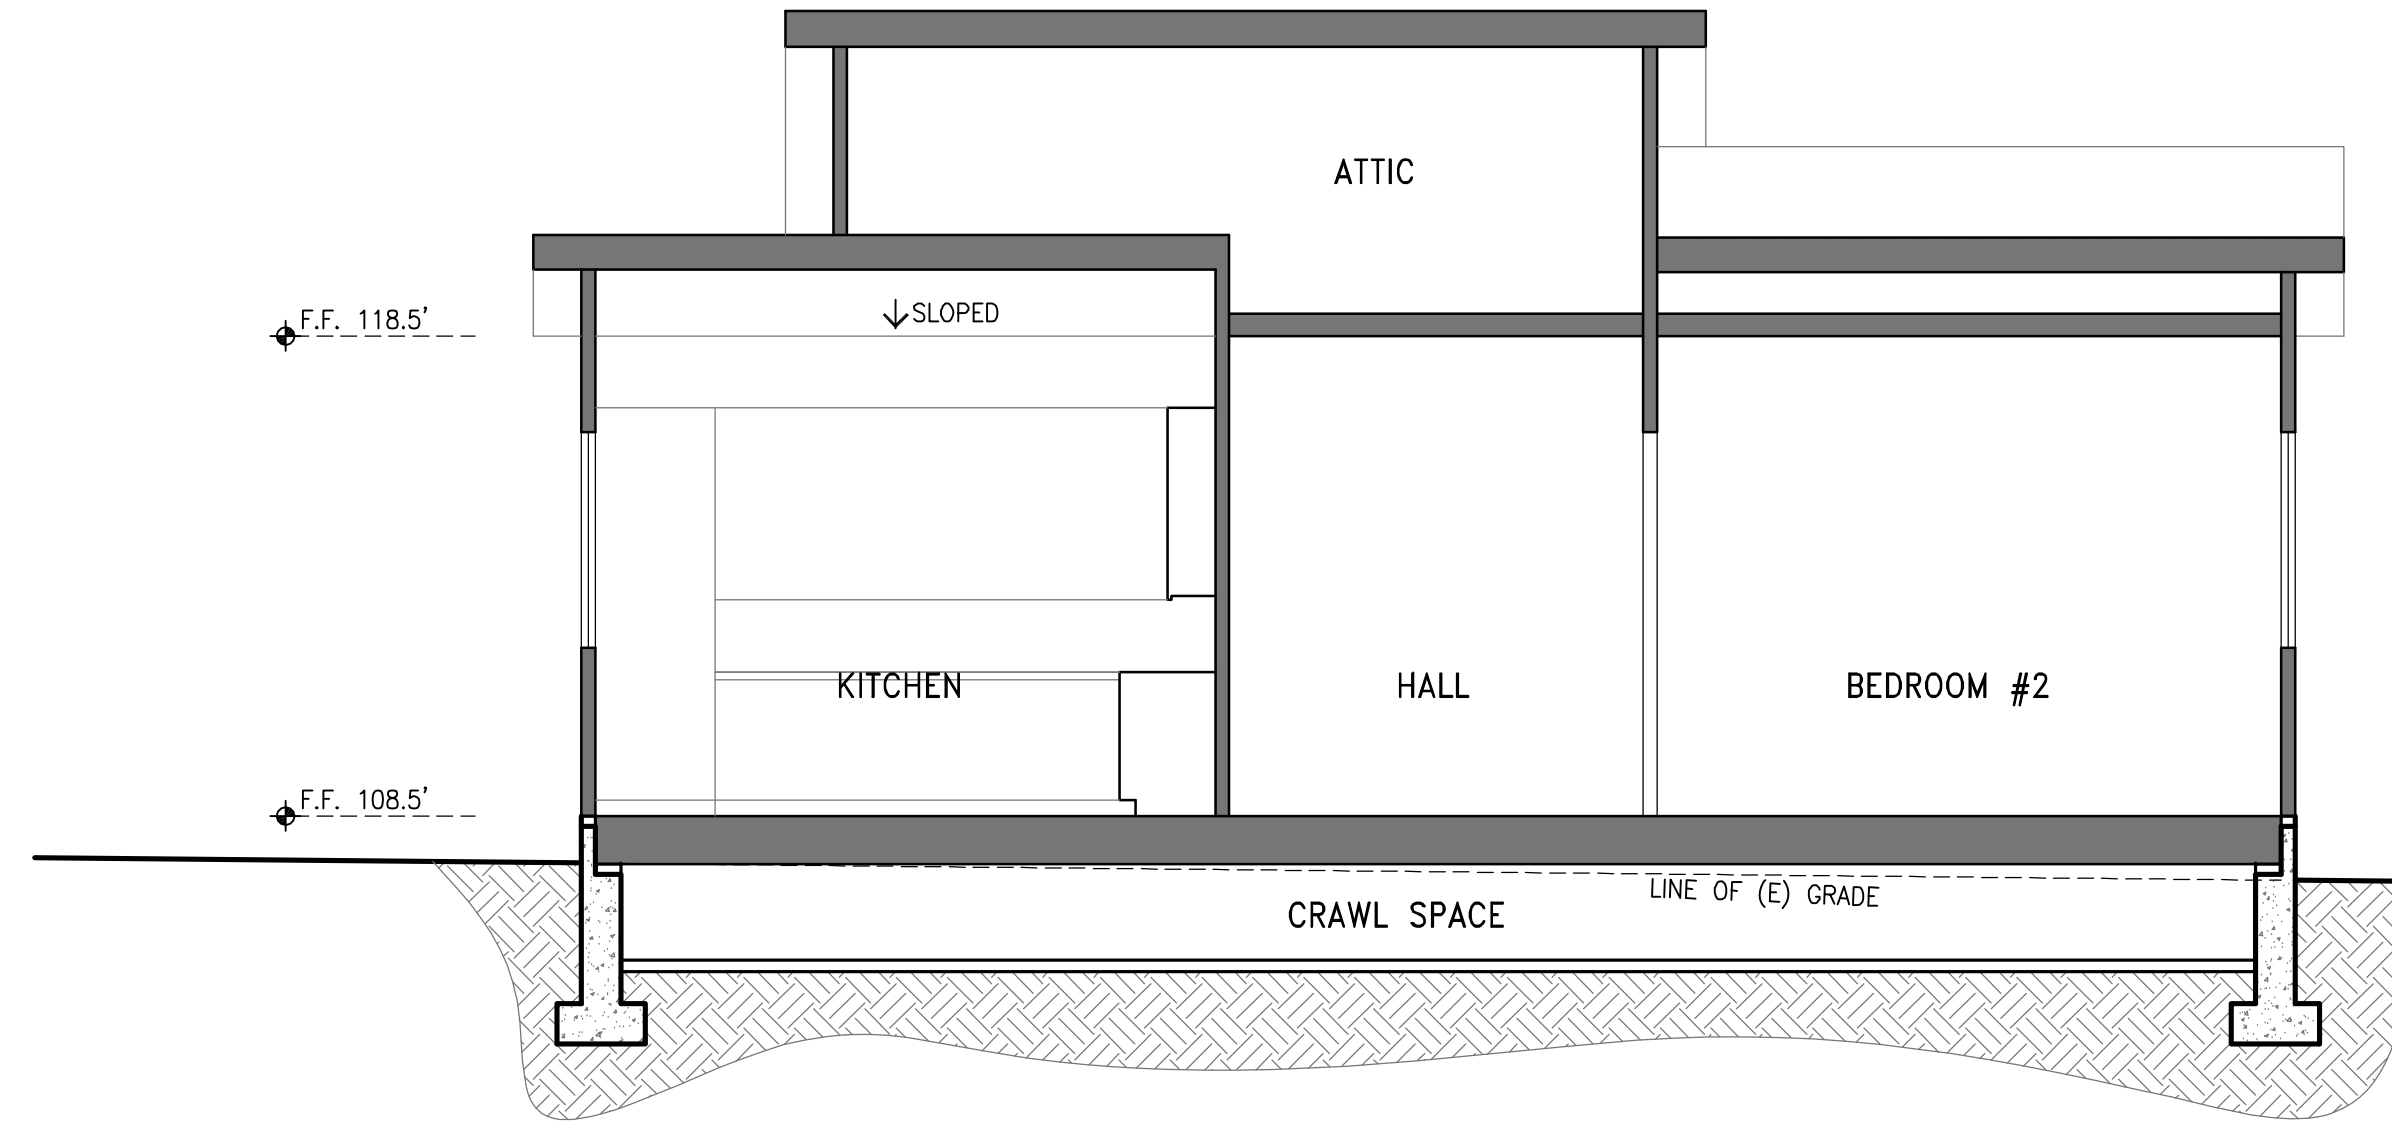 ATTIC
SLOPED
F.F. 118.5'
KITCHEN
HALL
BEDROOM #2
F.F. 108.5'
LINE OF (E) GRADE
CRAWL SPACE